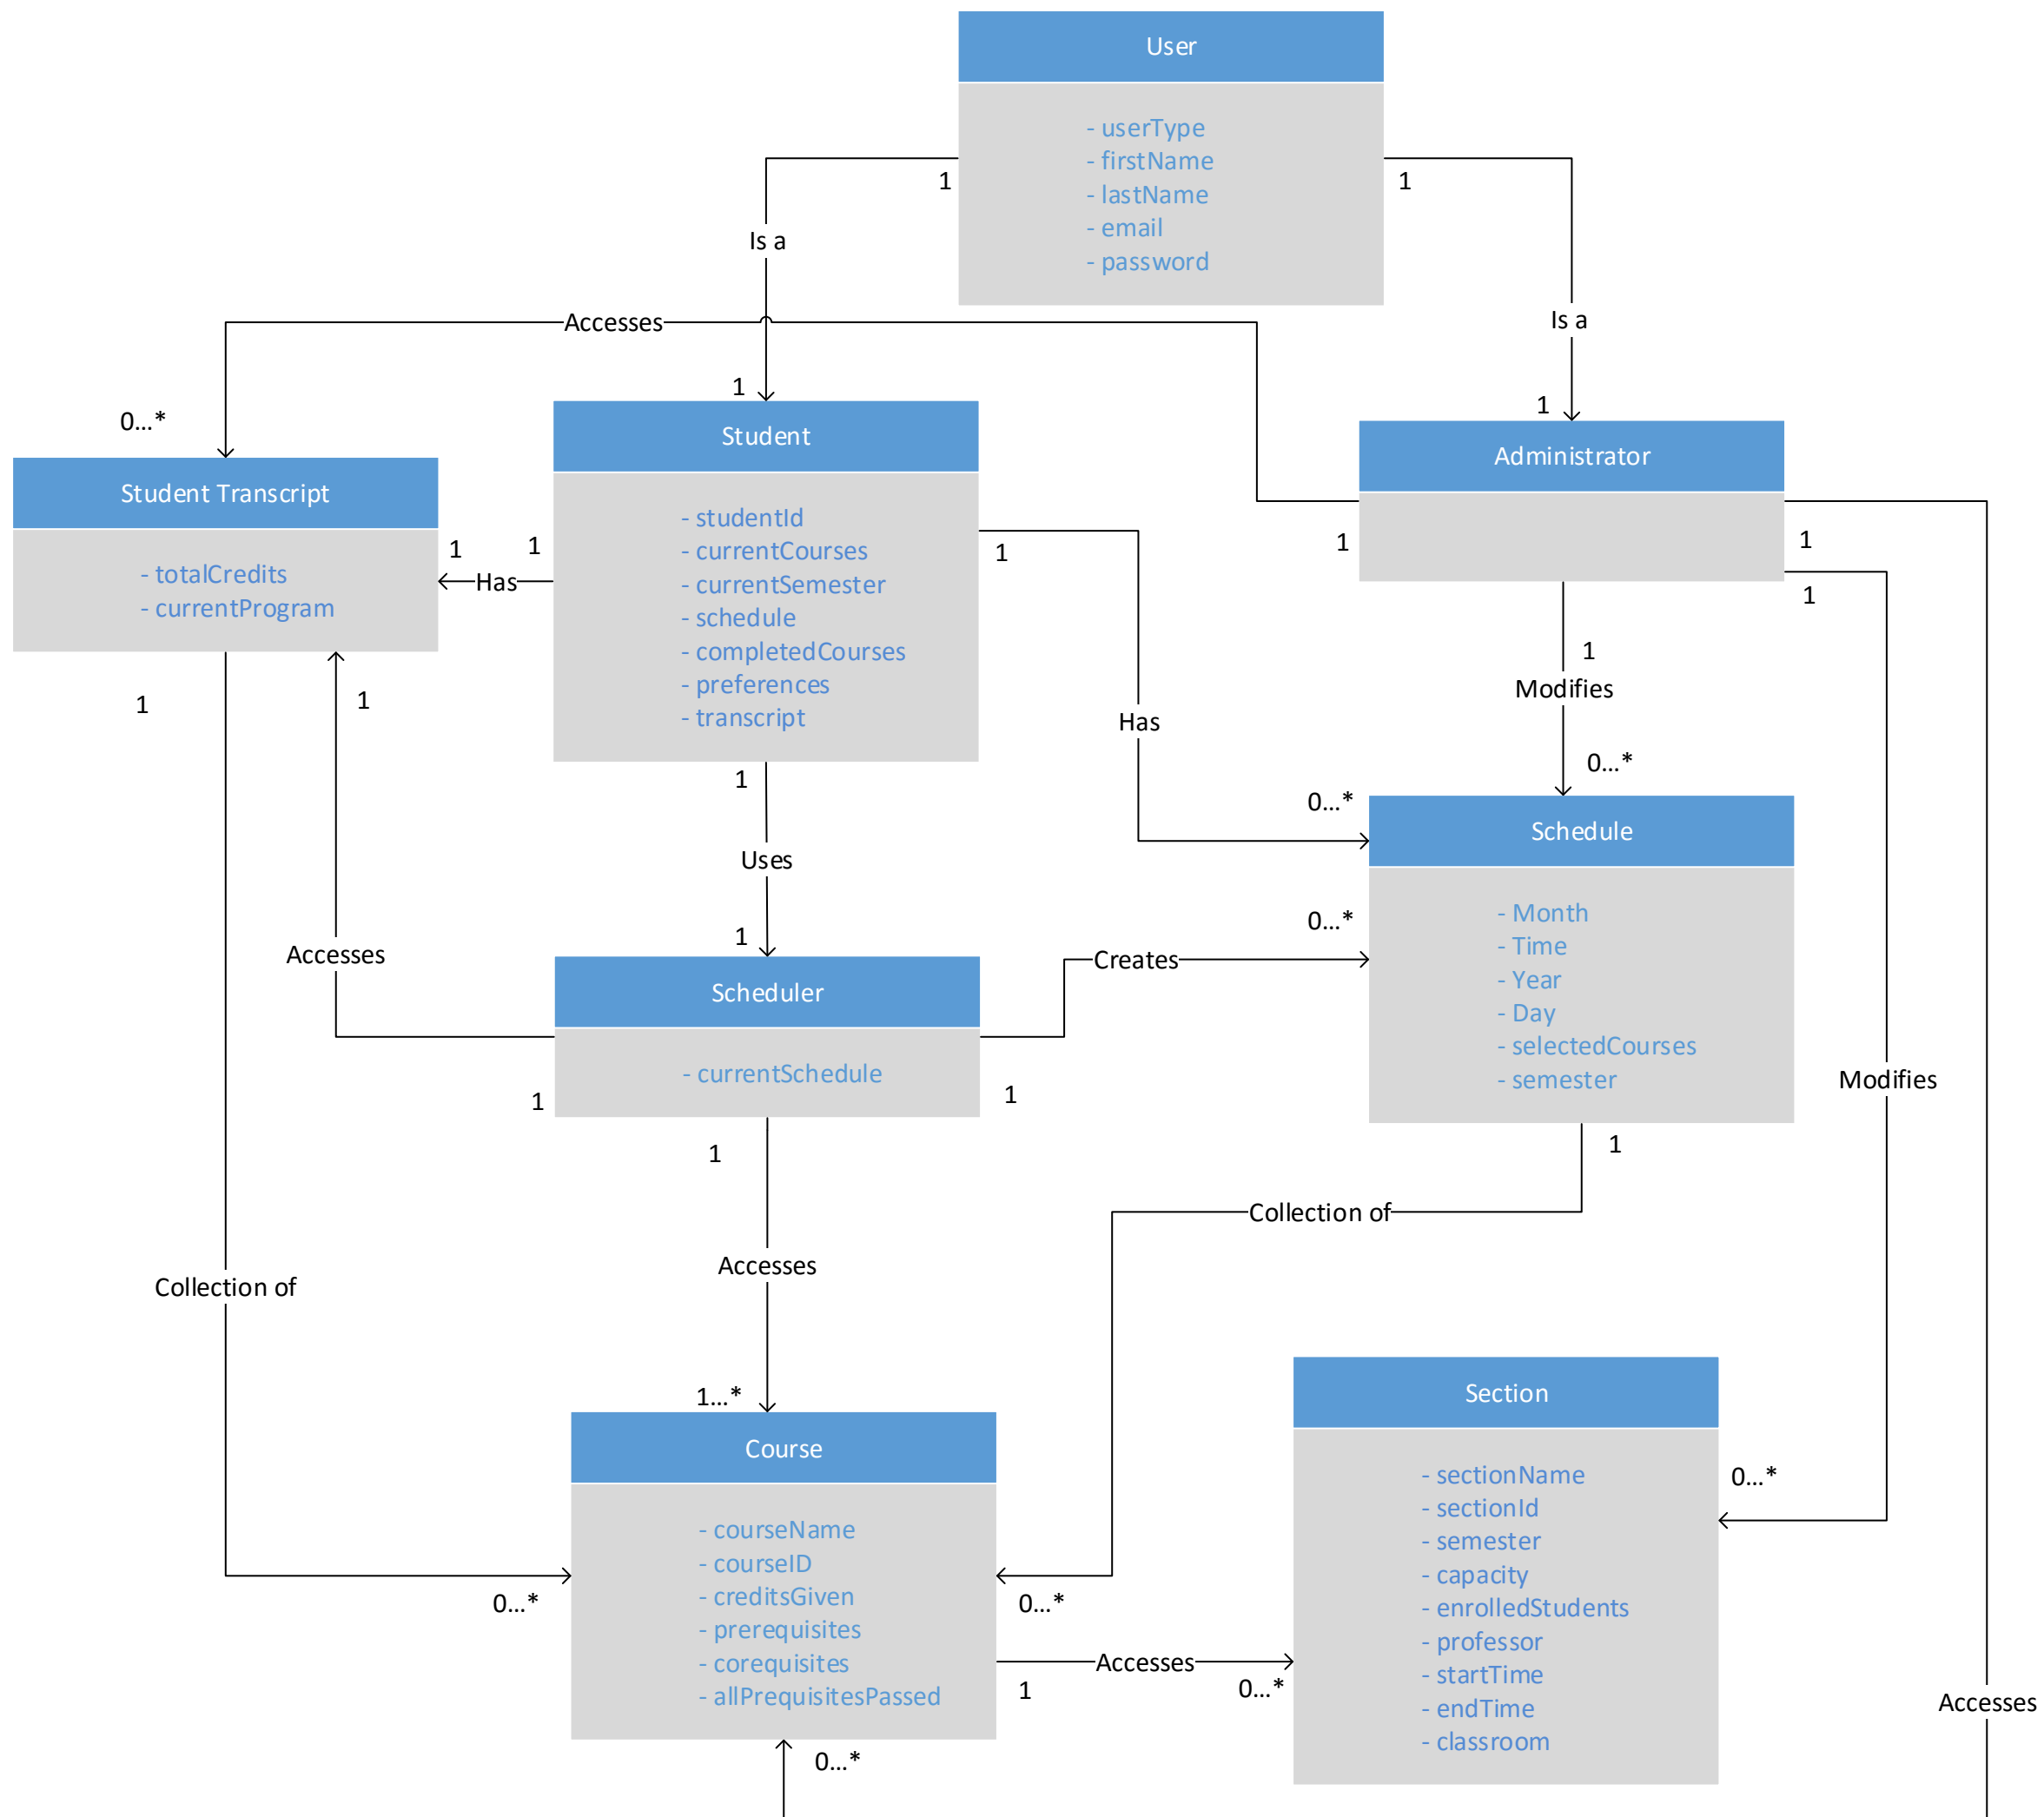 User
- userType
- firstName
- lastName
- email
- password
1
1
Is a
Is a
Accesses
1
1
0...*
Student
- studentId
- currentCourses
- currentSemester
- schedule
- completedCourses
- preferences
- transcript
Administrator
Student Transcript
- totalCredits
- currentProgram
1
1
Has
1
1
1
1
1
1
1
Modifies
Has
0...*
1
0...*
Schedule
- Month
- Time
- Year
- Day
- selectedCourses
- semester
Uses
1
0...*
Accesses
Creates
Scheduler
- currentSchedule
1
1
Modifies
1
1
Collection of
Accesses
Collection of
1...*
Course
- courseName
- courseID
- creditsGiven
- prerequisites
- corequisites
- allPrequisitesPassed
Section
- sectionName
- sectionId
- semester
- capacity
- enrolledStudents
- professor
- startTime
- endTime
- classroom
0...*
0...*
0...*
Accesses
1
0...*
Accesses
0...*